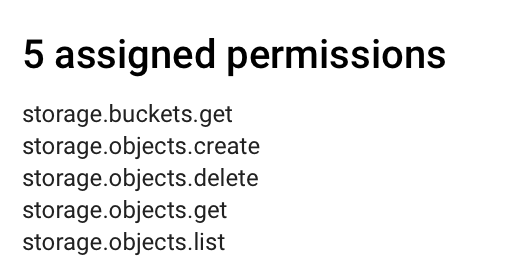 5 assigned permissions
storage.buckets.get
storage.objects.create
storage.objects.delete
storage.objects.get
storage.objects.list